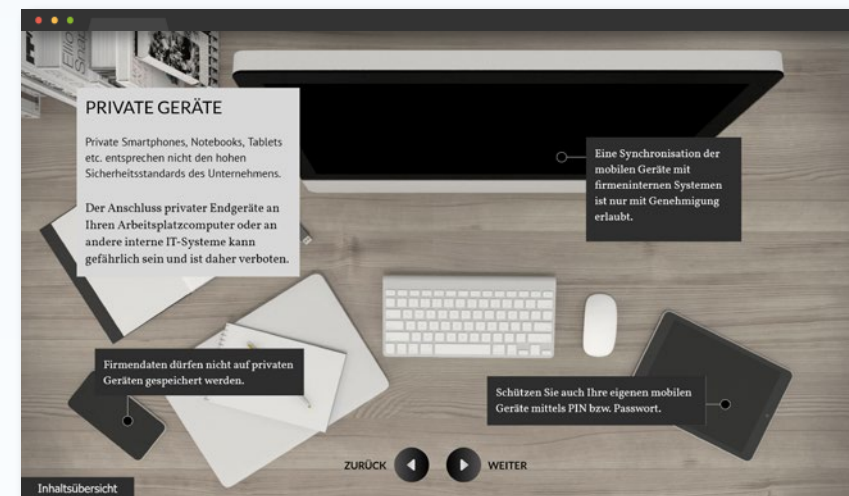 PRIVATE GERÄTE
Private Smartphones, Notebooks, Tablets
etc. entsprechen nicht den hohen
Sicherheitsstandards des Unternehmens.
Der Anschluss privater Endgeräte an
Ihren Arbeitsplatzcomputer oder an
andere interne IT-Systeme kann
gefährlich sein und ist daher verboten.
Eine Synchronisation der
mobilen Geräte mit
firmeninternen Systemen
ist nur mit Genehmigung
erlaubt.
Firmendaten dürfen nicht auf privaten
Geräten gespeichert werden.
Schützen Sie auch Ihre eigenen mobilen
Geräte mittels PIN bzw. Passwort.
ZURÜCK
WEITER
Inhaltsübersicht